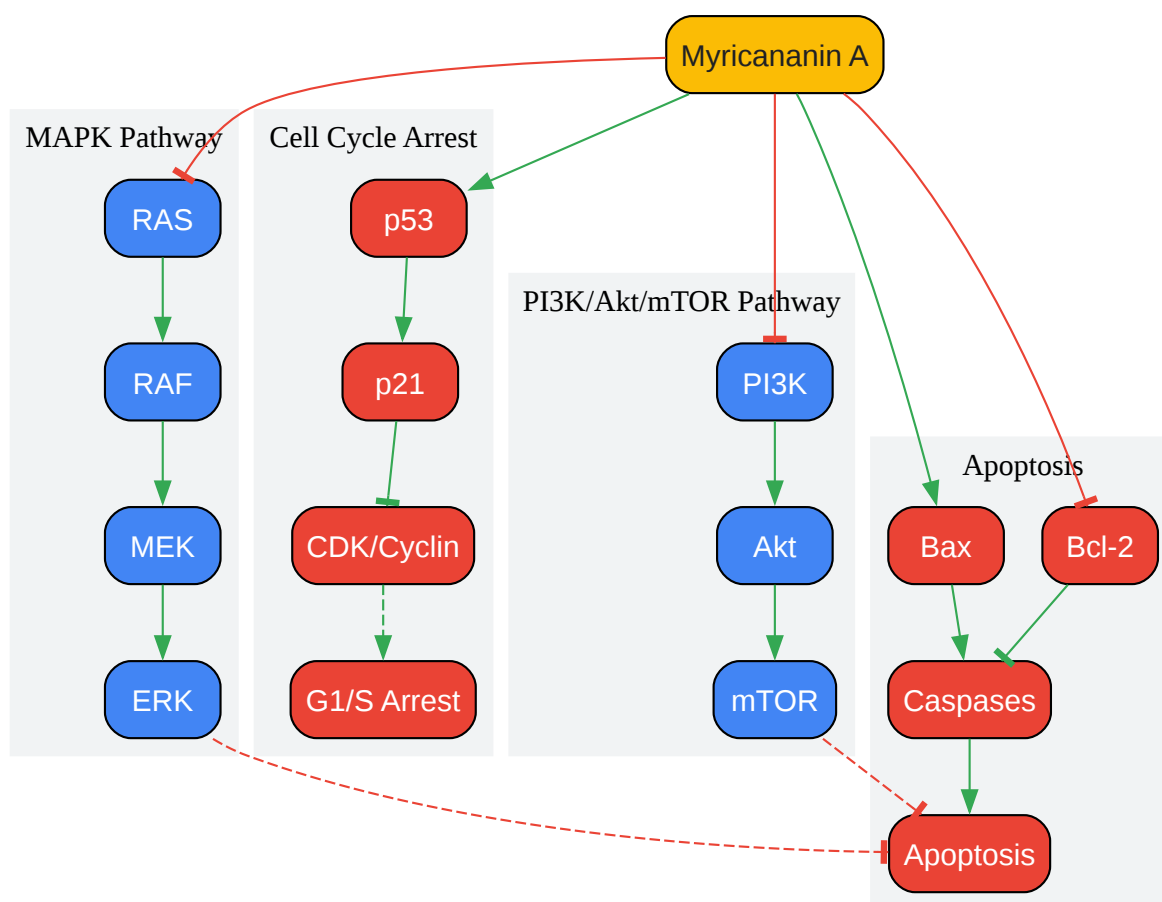 Myricananin A
MAPK Pathway
RAS
RAF
MEK
ERK
Cell Cycle Arrest
p53
p21
CDK/Cyclin
G1/S Arrest
PI3K/Akt/mTOR Pathway
PI3K
Akt
mTOR
Apoptosis
Bax
Bcl-2
Caspases
Apoptosis